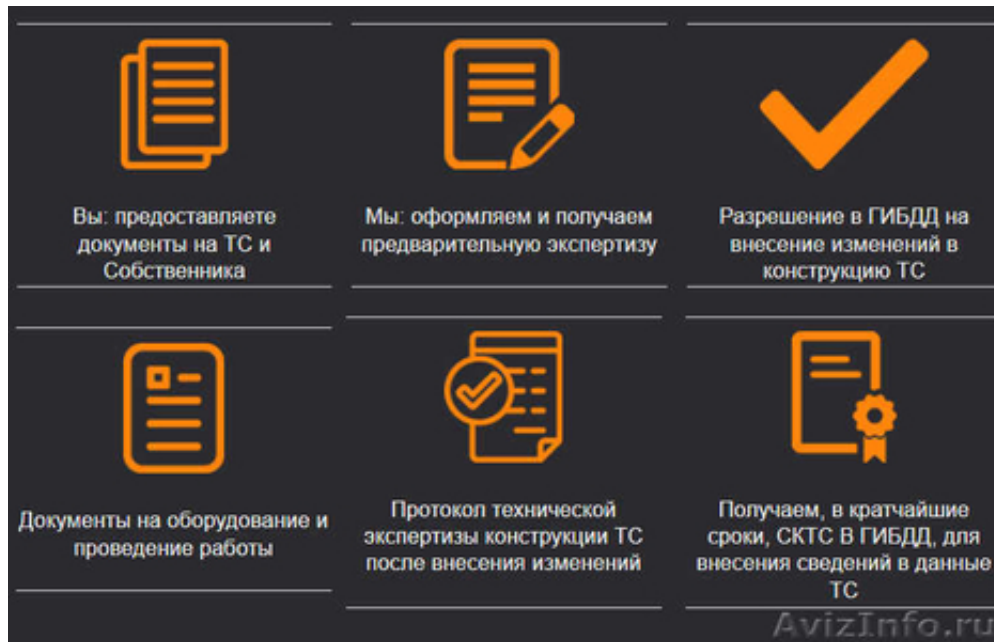 Вы: предоставляете
документы на ТС и
Собственника
Мы: оформляем и получаем
предварительную экспертизу
Разрешение в ГИБДД на
внесение изменений в
конструкцию ТС
Документы на оборудование и
проведение работы
Протокол технической
экспертизы конструкции ТС
после внесения изменений
Получаем, в кратчайшие
сроки, СКТС В ГИБДД, для
внесения сведений в данные
ТС
AvizInfo.ru